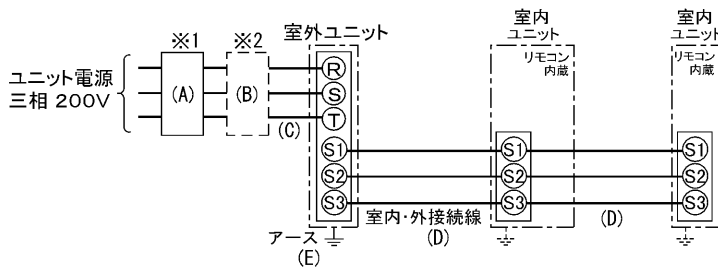 ※1
※2
室外ユニット
室内
ユニット
リモコン
内蔵
室内
ユニット
リモコン
内蔵
ユニット電源
三相 200V
(A)
(B)
(C)
R
S
T
S1
S2
S3
S1
S2
S3
S1
S2
S3
室内・外接続線
(D)
(D)
アース
(E)